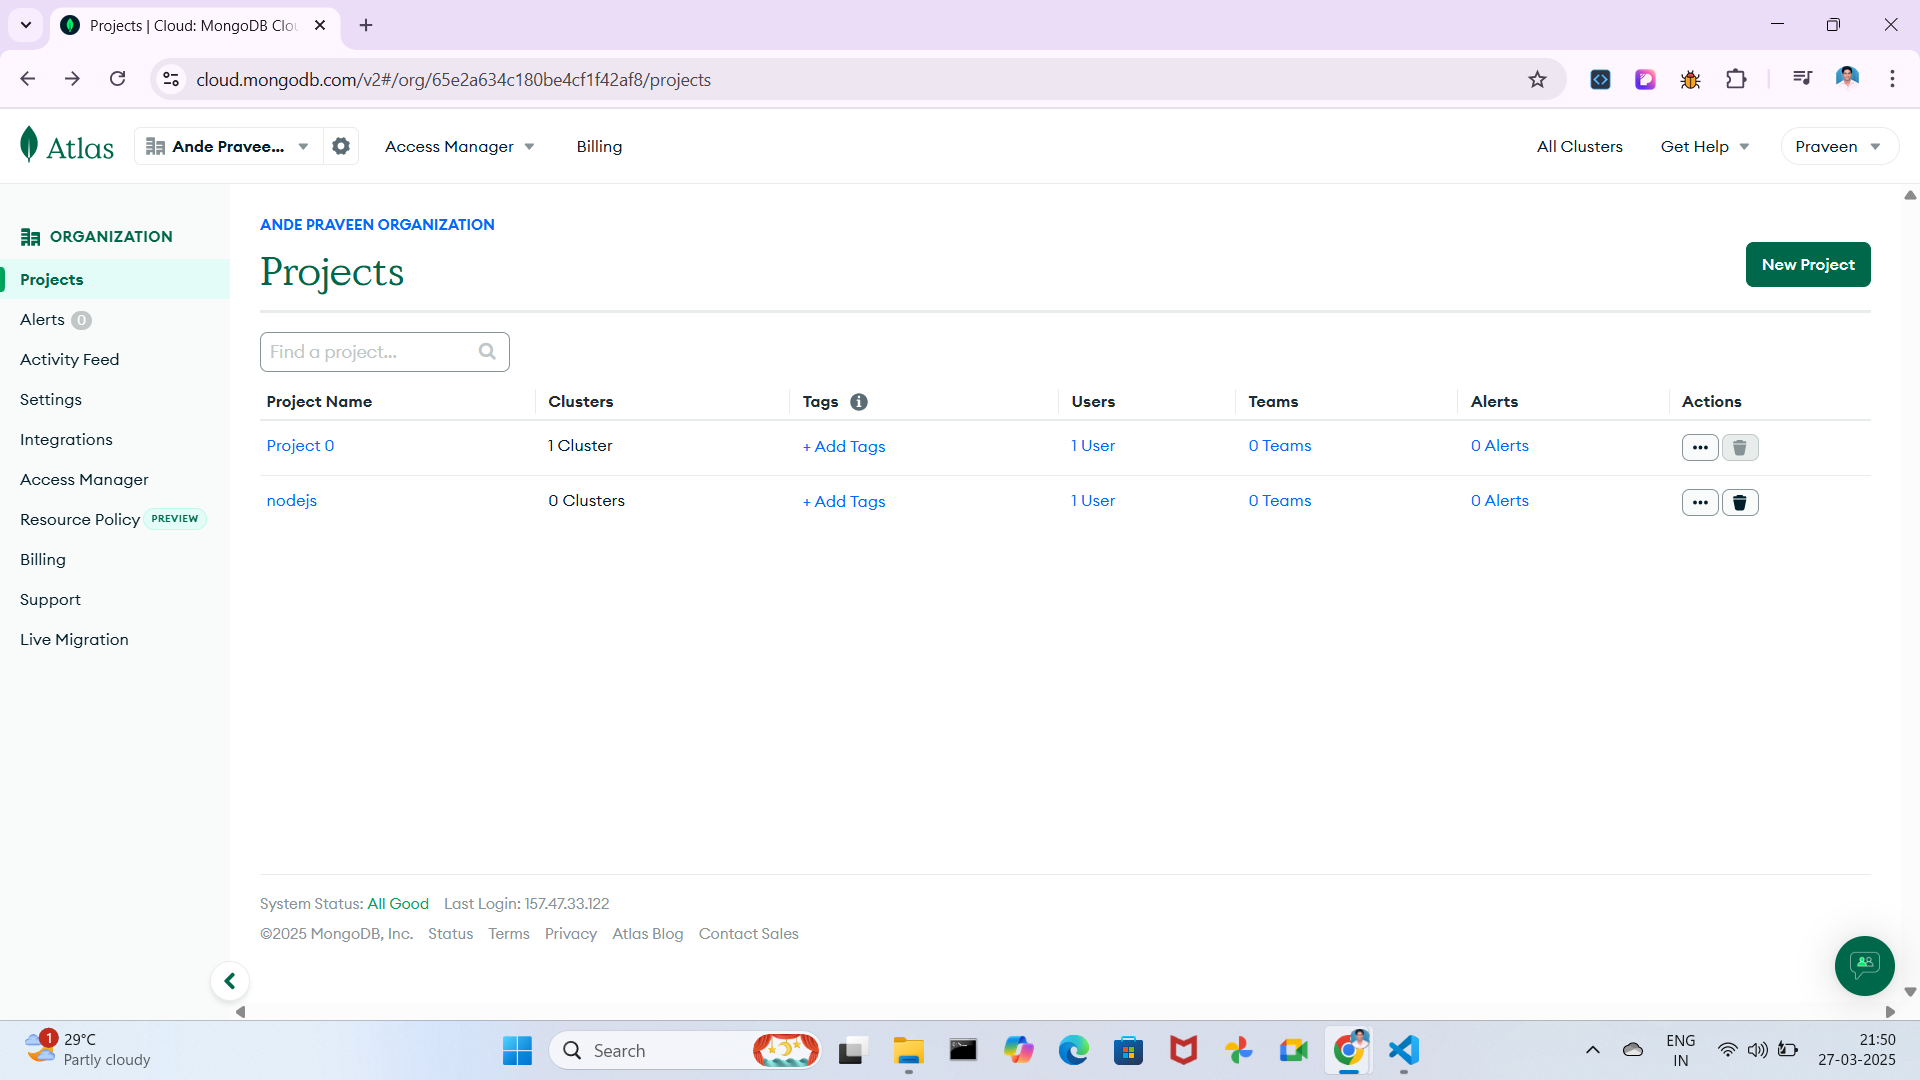 Projects | Cloud: MongoDB Clou
cloud.mongodb.com/v2#/org/65e2a634c180be4cf1f42af8/projects
Atlas
Ande Pravee...
Access Manager
Billing
All Clusters
Get Help
Praveen
ORGANIZATION
Projects
Alerts 0
Activity Feed
Settings
Integrations
Access Manager
Resource Policy PREVIEW
Billing
Support
Live Migration
ANDE PRAVEEN ORGANIZATION
Projects
New Project
Find a project...
Project Name Clusters Tags Users Teams Alerts Actions
Project 0 1 Cluster + Add Tags 1 User 0 Teams 0 Alerts
nodejs 0 Clusters + Add Tags 1 User 0 Teams 0 Alerts
System Status: All Good Last Login: 157.47.33.122
©2025 MongoDB, Inc. Status Terms Privacy Atlas Blog Contact Sales
1
29°C
Partly cloudy
Search
ENG
IN
21:50
27-03-2025